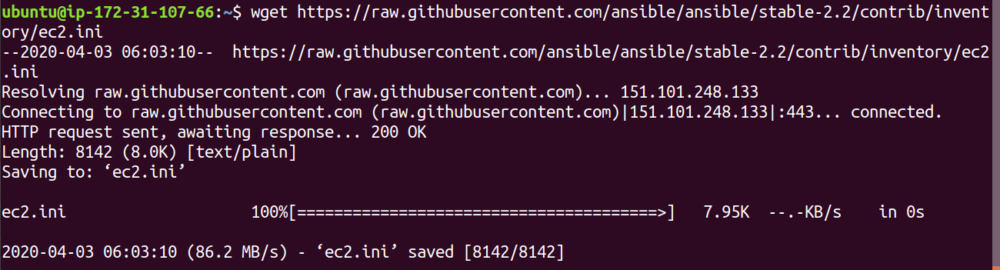 ubuntu@ip-172-31-107-66:~$ wget https://raw.githubusercontent.com/ansible/ansible/stable-2.2/contrib/invent
ory/ec2.ini
--2020-04-03 06:03:10--  https://raw.githubusercontent.com/ansible/ansible/stable-2.2/contrib/inventory/ec2
.ini
Resolving raw.githubusercontent.com (raw.githubusercontent.com)... 151.101.248.133
Connecting to raw.githubusercontent.com (raw.githubusercontent.com)|151.101.248.133|:443... connected.
HTTP request sent, awaiting response... 200 OK
Length: 8142 (8.0K) [text/plain]
Saving to: ‘ec2.ini’
ec2.ini                    100%[=======================================>]   7.95K  --.-KB/s    in 0s
2020-04-03 06:03:10 (86.2 MB/s) - ‘ec2.ini’ saved [8142/8142]